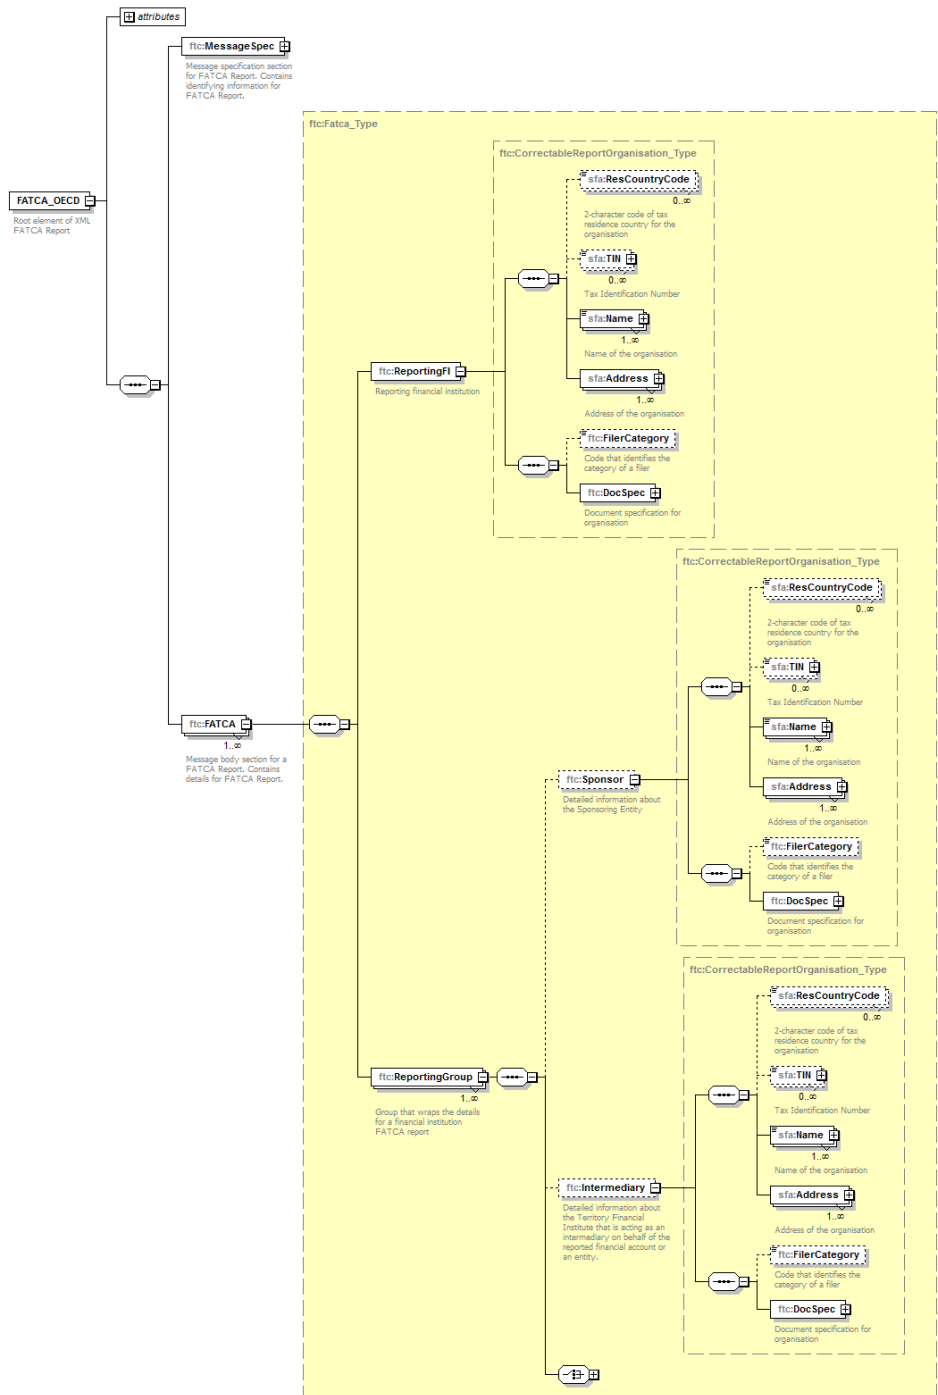 attributes
ftc:MessageSpec
Message specification section
for FATCA Report. Contains
identifying information for
FATCA Report.
ftc:Fatca_Type
ftc:CorrectableReportOrganisation_Type
sfa:ResCountryCode
0..∞
2-character code of tax
residence country for the
organisation
FATCA_OECD
Root element of XML
FATCA Report
sfa:TIN
0..∞
Tax Identification Number
sfa:Name
1..∞
Name of the organisation
ftc:ReportingFI
Reporting financial institution
sfa:Address
1..∞
Address of the organisation
ftc:FilerCategory
Code that identifies the
category of a filer
ftc:DocSpec
Document specification for
organisation
ftc:CorrectableReportOrganisation_Type
sfa:ResCountryCode
0..∞
2-character code of tax
residence country for the
organisation
sfa:TIN
0..∞
Tax Identification Number
ftc:FATCA
1..∞
Message body section for a
FATCA Report. Contains
details for FATCA Report.
sfa:Name
1..∞
Name of the organisation
ftc:Sponsor
Detailed information about
the Sponsoring Entity
sfa:Address
1..∞
Address of the organisation
ftc:FilerCategory
Code that identifies the
category of a filer
ftc:DocSpec
Document specification for
organisation
ftc:CorrectableReportOrganisation_Type
sfa:ResCountryCode
0..∞
2-character code of tax
residence country for the
organisation
ftc:ReportingGroup
1..∞
Group that wraps the details
for a financial institution
FATCA report
sfa:TIN
0..∞
Tax Identification Number
sfa:Name
1..∞
Name of the organisation
ftc:Intermediary
Detailed information about
the Territory Financial
Institute that is acting as an
intermediary on behalf of the
reported financial account or
an entity.
sfa:Address
1..∞
Address of the organisation
ftc:FilerCategory
Code that identifies the
category of a filer
ftc:DocSpec
Document specification for
organisation